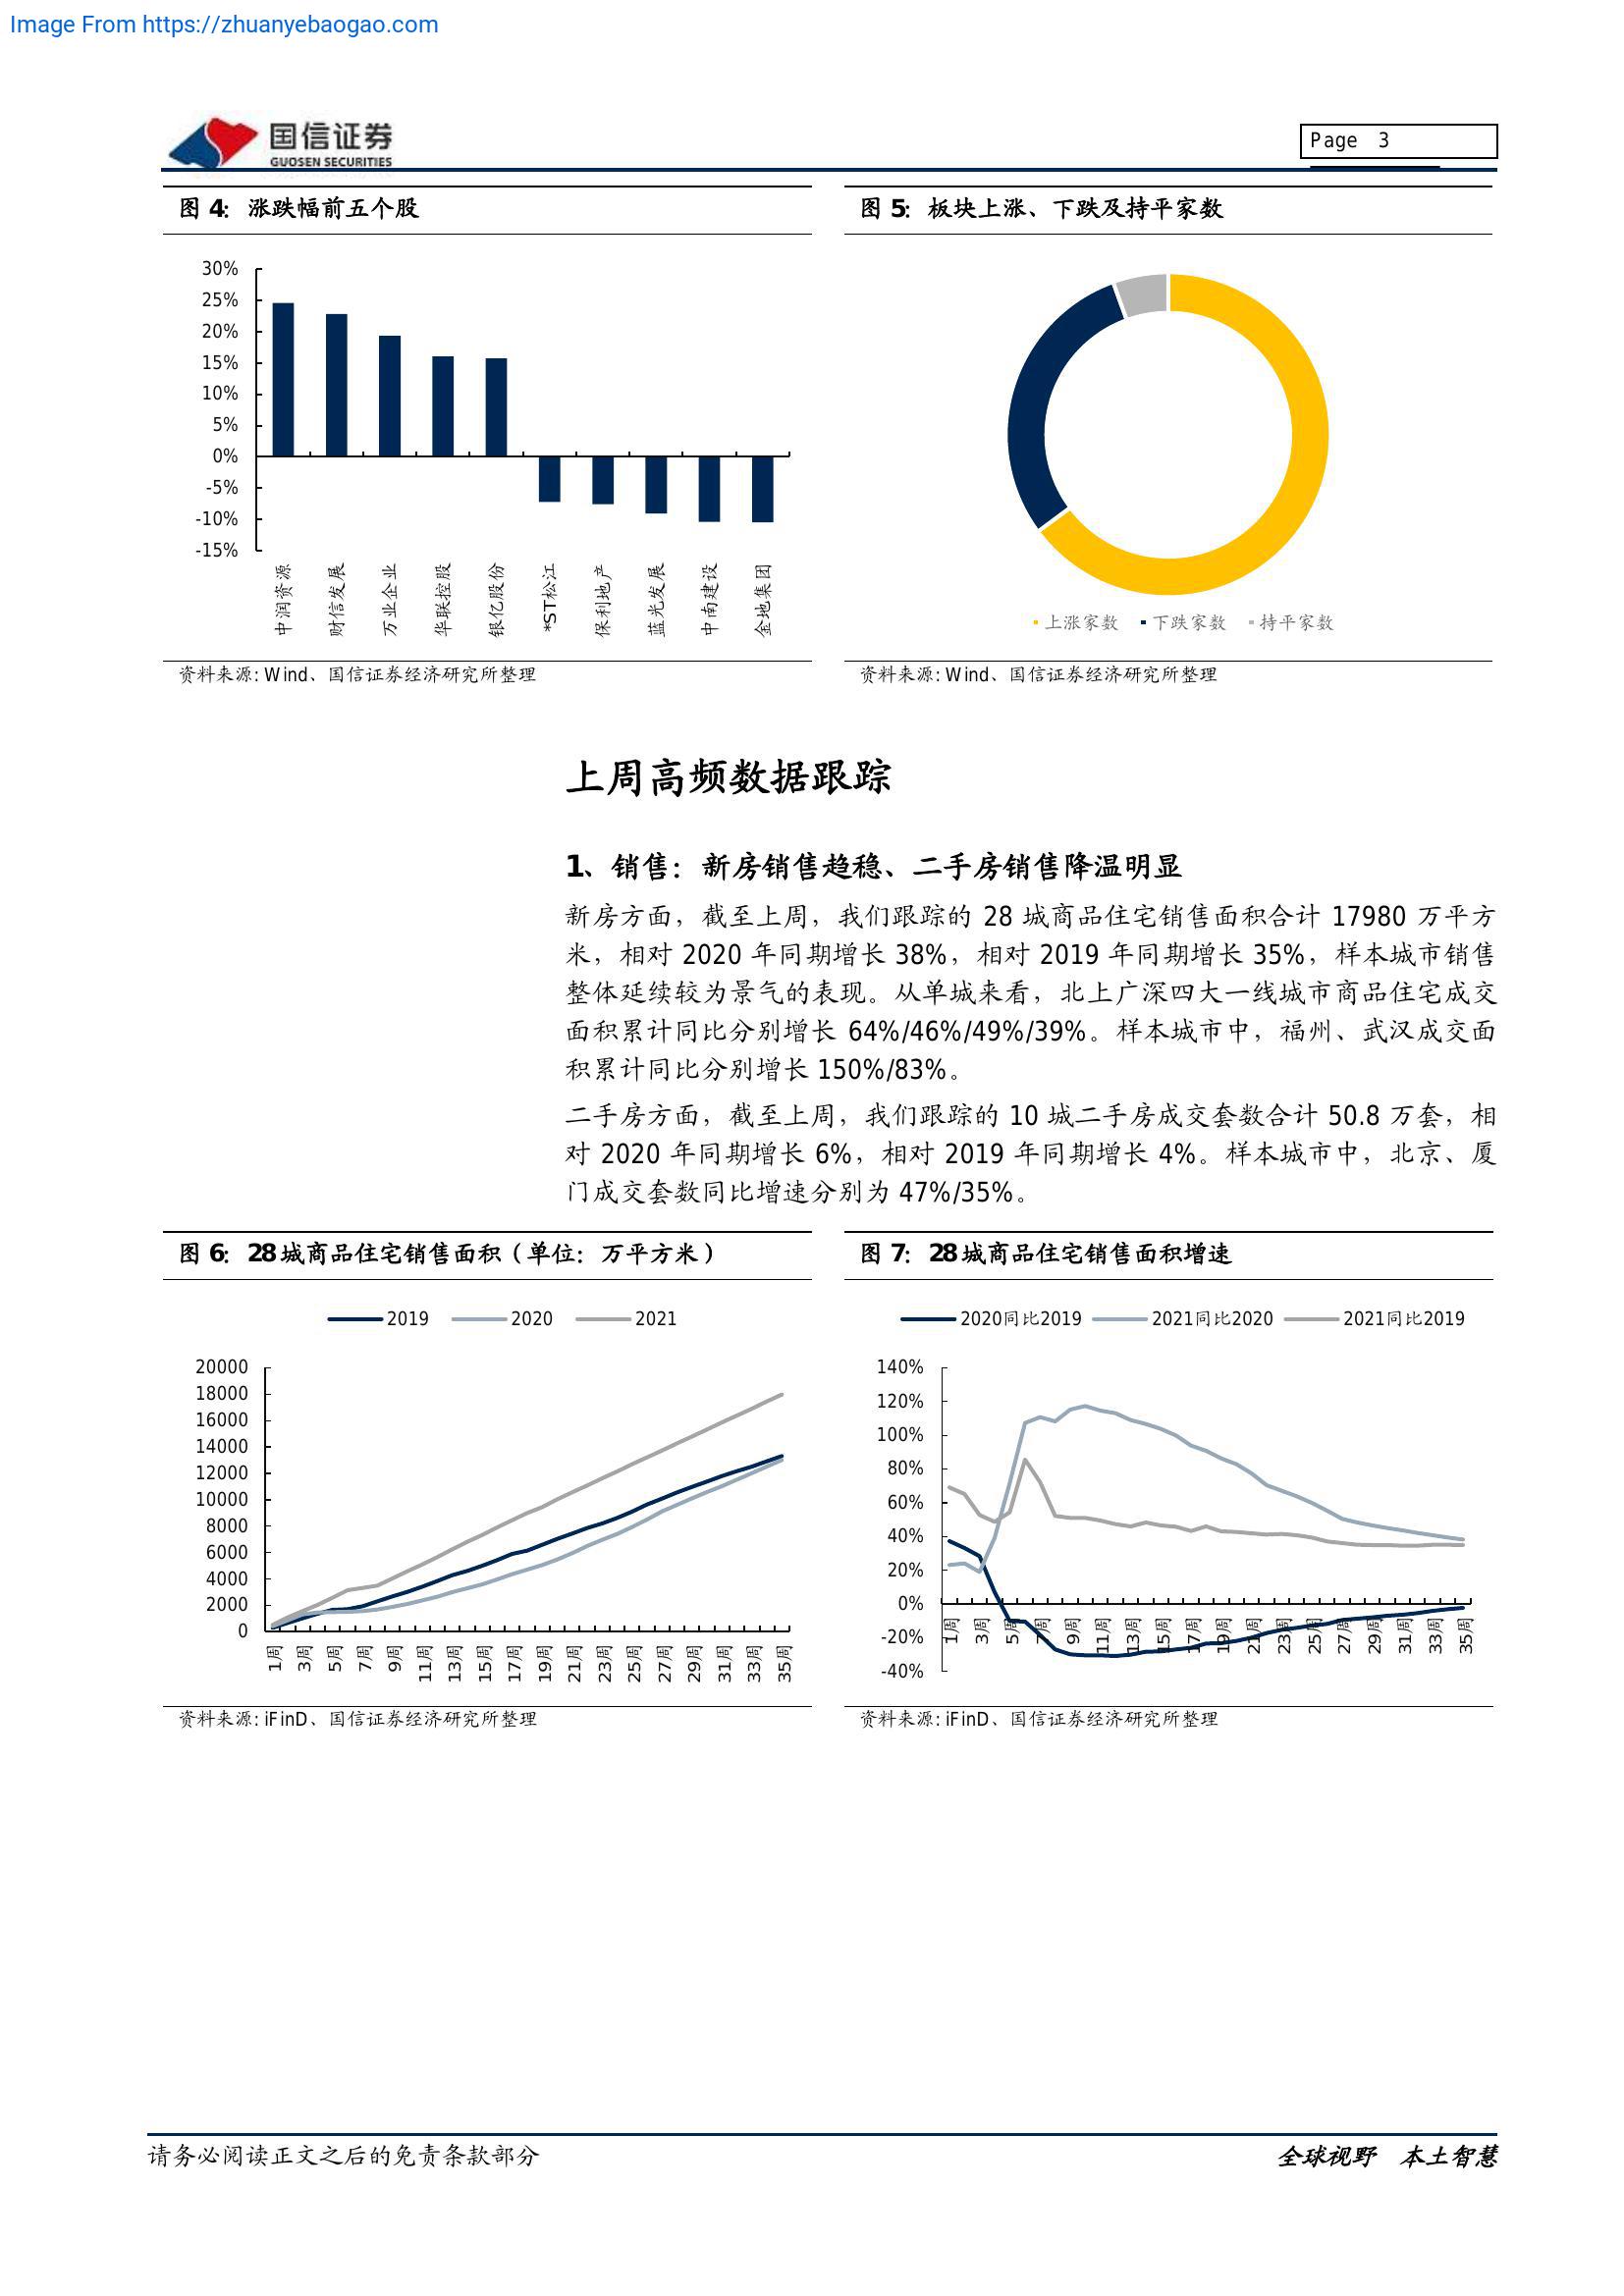 Image From https://zhuanyebaogao.com
国信证券
GUOSEN SECURITIES
Page 3
图 4：涨跌幅前五个股
30%
25%
20%
15%
10%
5%
0%
-5%
-10%
-15%
中润资源
财信发展
万业企业
华联控股
银亿股份
*ST松江
保利地产
蓝光发展
中南建设
金地集团
资料来源: Wind、国信证券经济研究所整理
图 5：板块上涨、下跌及持平家数
上涨家数 下跌家数 持平家数
资料来源: Wind、国信证券经济研究所整理
上周高频数据跟踪
1、销售：新房销售趋稳、二手房销售降温明显
新房方面，截至上周，我们跟踪的 28 城商品住宅销售面积合计 17980 万平方
米，相对 2020 年同期增长 38%，相对 2019 年同期增长 35%，样本城市销售
整体延续较为景气的表现。从单城来看，北上广深四大一线城市商品住宅成交
面积累计同比分别增长 64%/46%/49%/39%。样本城市中，福州、武汉成交面
积累计同比分别增长 150%/83%。
二手房方面，截至上周，我们跟踪的 10 城二手房成交套数合计 50.8 万套，相
对 2020 年同期增长 6%，相对 2019 年同期增长 4%。样本城市中，北京、厦
门成交套数同比增速分别为 47%/35%。
图 6：28城商品住宅销售面积（单位：万平方米）
2019 2020 2021
20000
18000
16000
14000
12000
10000
8000
6000
4000
2000
0
1周
3周
5周
7周
9周
11周
13周
15周
17周
19周
21周
23周
25周
27周
29周
31周
33周
35周
资料来源: iFinD、国信证券经济研究所整理
图 7：28城商品住宅销售面积增速
2020同比2019 2021同比2020 2021同比2019
140%
120%
100%
80%
60%
40%
20%
0%
-20%
-40%
1周
3周
5周
7周
9周
11周
13周
15周
17周
19周
21周
23周
25周
27周
29周
31周
33周
35周
资料来源: iFinD、国信证券经济研究所整理
请务必阅读正文之后的免责条款部分
全球视野 本土智慧